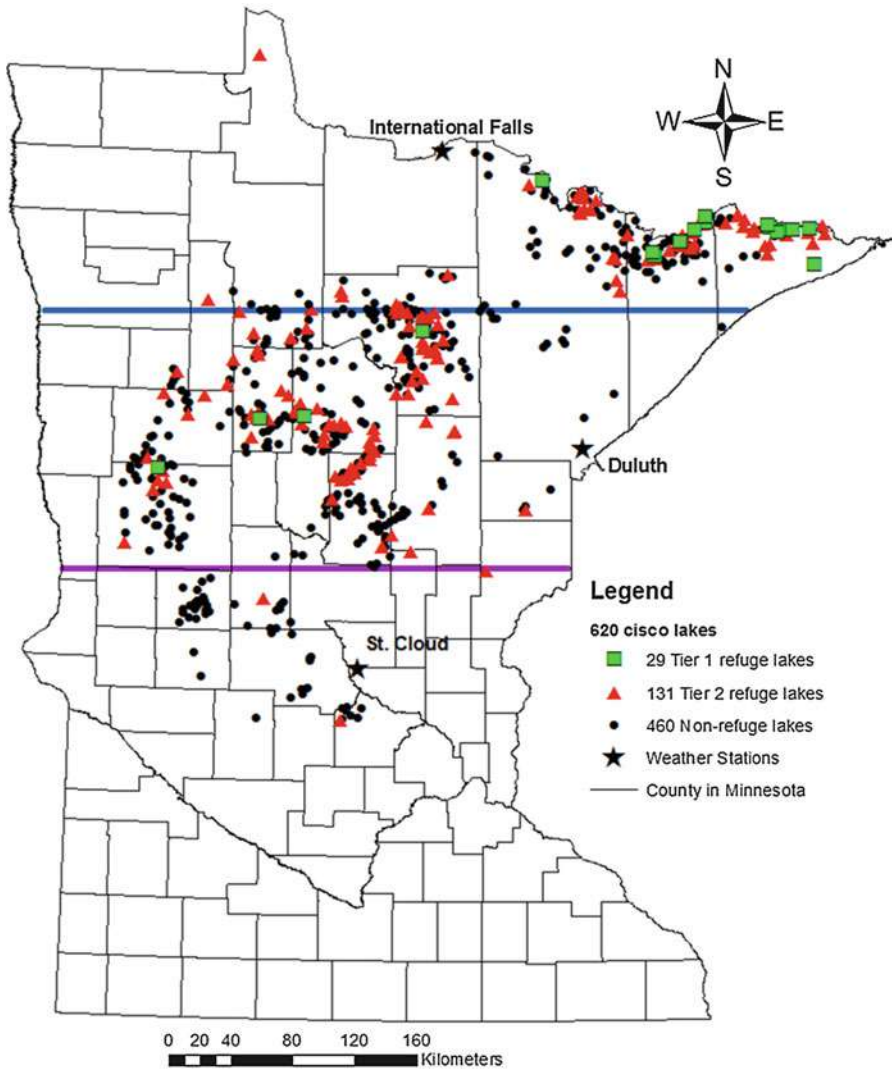 N
W E
S
International Falls
Duluth
St. Cloud
Legend
620 cisco lakes
29 Tier 1 refuge lakes
131 Tier 2 refuge lakes
460 Non-refuge lakes
Weather Stations
County in Minnesota
0 20 40 80 120 160
Kilometers